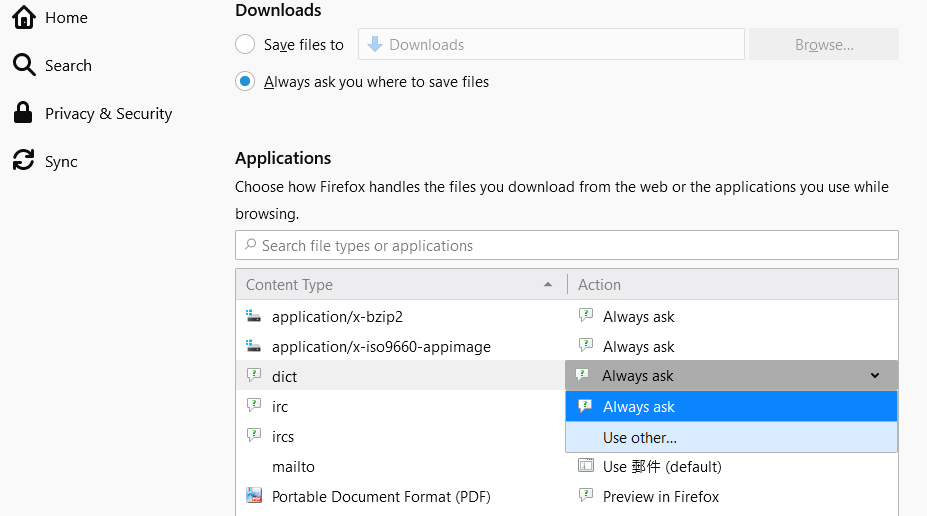 Home
Search
Privacy & Security
Sync
Downloads
Save files to
Downloads
Browse...
Always ask you where to save files
Applications
Choose how Firefox handles the files you download from the web or the applications you use while
browsing.
Search file types or applications
Content Type Action
application/x-bzip2 Always ask
application/x-iso9660-appimage Always ask
dict Always ask
irc Always ask
ircs Use other...
mailto Use 郵件 (default)
Portable Document Format (PDF) Preview in Firefox